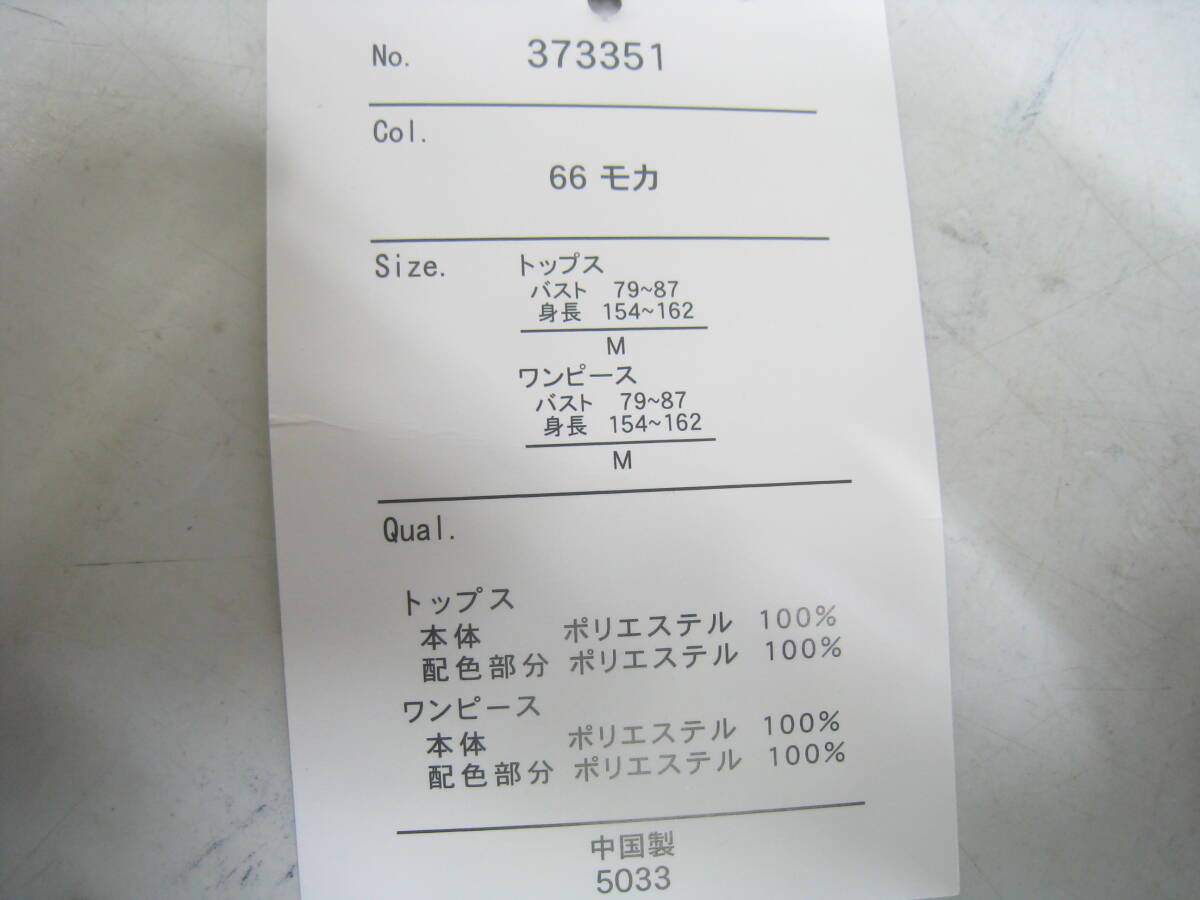 No. 373351
Col.
66 モカ
Size. トップス
バスト 79~87
身長 154~162
M
ワンピース
バスト 79~87
身長 154~162
M
Qual.
トップス
本体 ポリエステル 100%
配色部分 ポリエステル 100%
ワンピース
本体 ポリエステル 100%
配色部分 ポリエステル 100%
中国製
5033